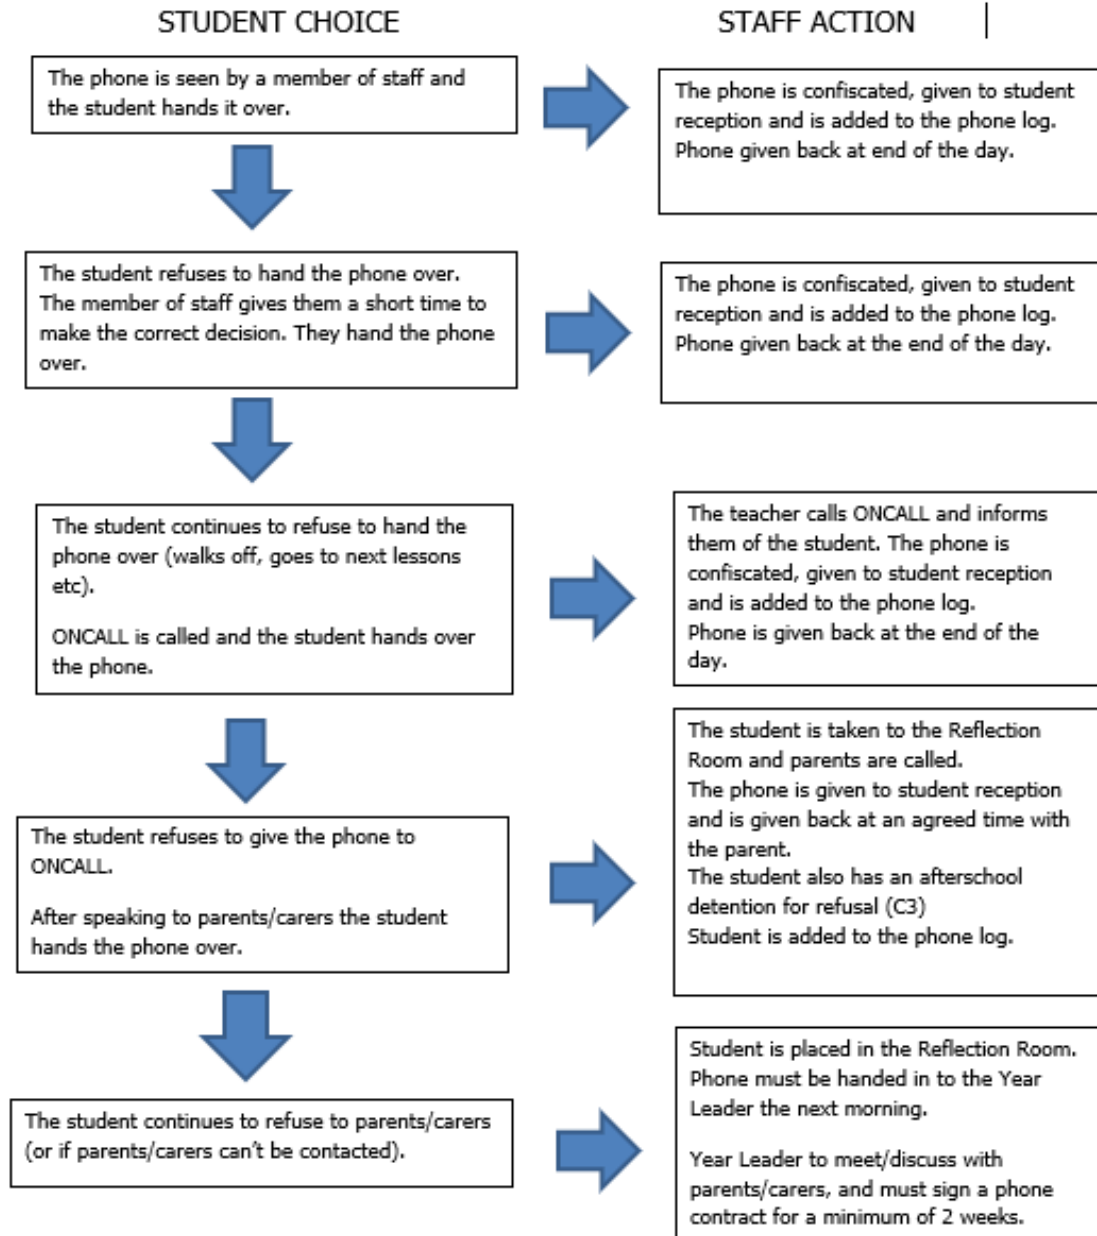 STUDENT CHOICE
STAFF ACTION
The phone is seen by a member of staff and
the student hands it over.
The phone is confiscated, given to student
reception and is added to the phone log.
Phone given back at end of the day.
The student refuses to hand the phone over.
The member of staff gives them a short time to
make the correct decision. They hand the phone
over.
The phone is confiscated, given to student
reception and is added to the phone log.
Phone given back at the end of the day.
The student continues to refuse to hand the
phone over (walks off, goes to next lessons
etc).
ONCALL is called and the student hands over
the phone.
The teacher calls ONCALL and informs
them of the student. The phone is
confiscated, given to student reception
and is added to the phone log.
Phone is given back at the end of the
day.
The student refuses to give the phone to
ONCALL.
After speaking to parents/carers the student
hands the phone over.
The student is taken to the Reflection
Room and parents are called.
The phone is given to student reception
and is given back at an agreed time with
the parent.
The student also has an afterschool
detention for refusal (C3)
Student is added to the phone log.
The student continues to refuse to parents/carers
(or if parents/carers can't be contacted).
Student is placed in the Reflection Room.
Phone must be handed in to the Year
Leader the next morning.
Year Leader to meet/discuss with
parents/carers, and must sign a phone
contract for a minimum of 2 weeks.